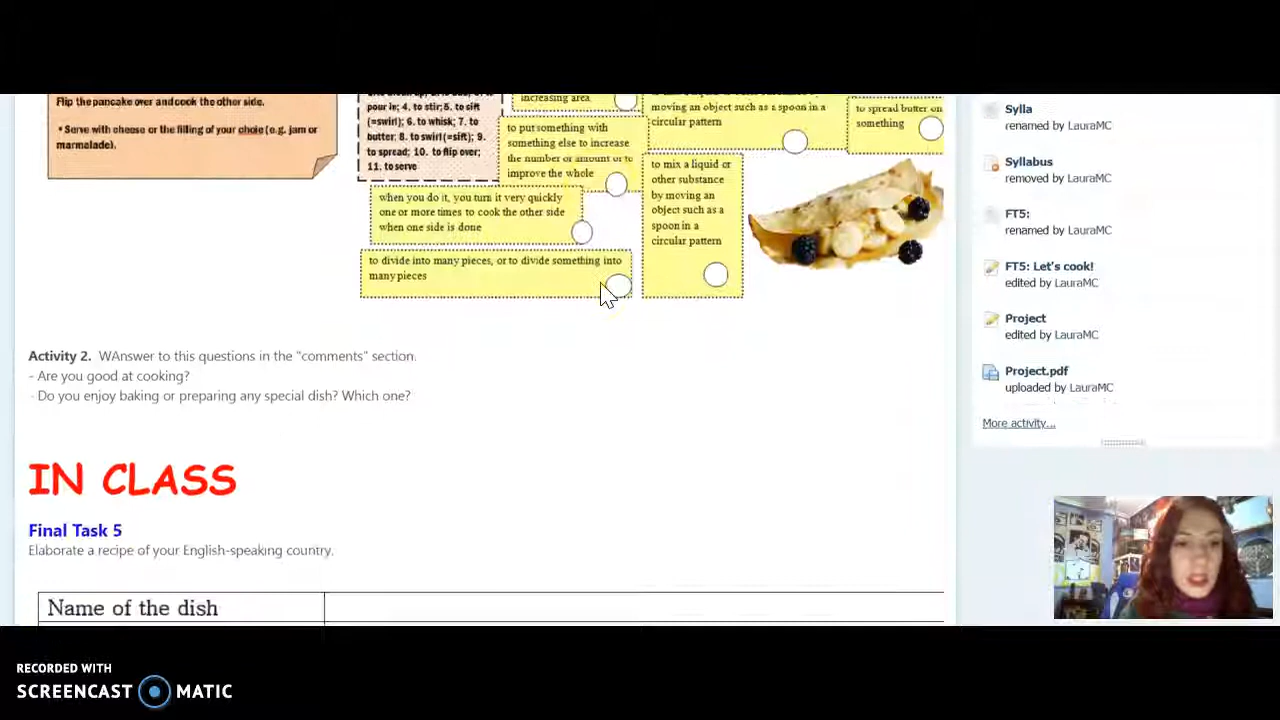 Flip the pancake over and cook the other side.
• Serve with cheese or the filling of your choie (e.g. jam or
marmelade).
pour in; 4. to stir; 5. to sift
(=swirl); 6. to whisk; 7. to
butter; 8. to swirl (=sift); 9.
to spread; 10. to flip over;
11. to serve
increasing area
to put something with
something else to increase
the number or amount or to
improve the whole
moving an object such as a spoon in a
circular pattern
to spread butter on
something
to mix a liquid or
other substance
by moving an
object such as a
spoon in a
circular pattern
when you do it, you turn it very quickly
one or more times to cook the other side
when one side is done
to divide into many pieces, or to divide something into
many pieces
Activity 2. WAnswer to this questions in the "comments" section.
- Are you good at cooking?
- Do you enjoy baking or preparing any special dish? Which one?
IN CLASS
Final Task 5
Elaborate a recipe of your English-speaking country.
Name of the dish
Sylla
renamed by LauraMC
Syllabus
removed by LauraMC
FT5:
renamed by LauraMC
FT5: Let's cook!
edited by LauraMC
Project
edited by LauraMC
Project.pdf
uploaded by LauraMC
More activity...
RECORDED WITH
SCREENCAST MATIC